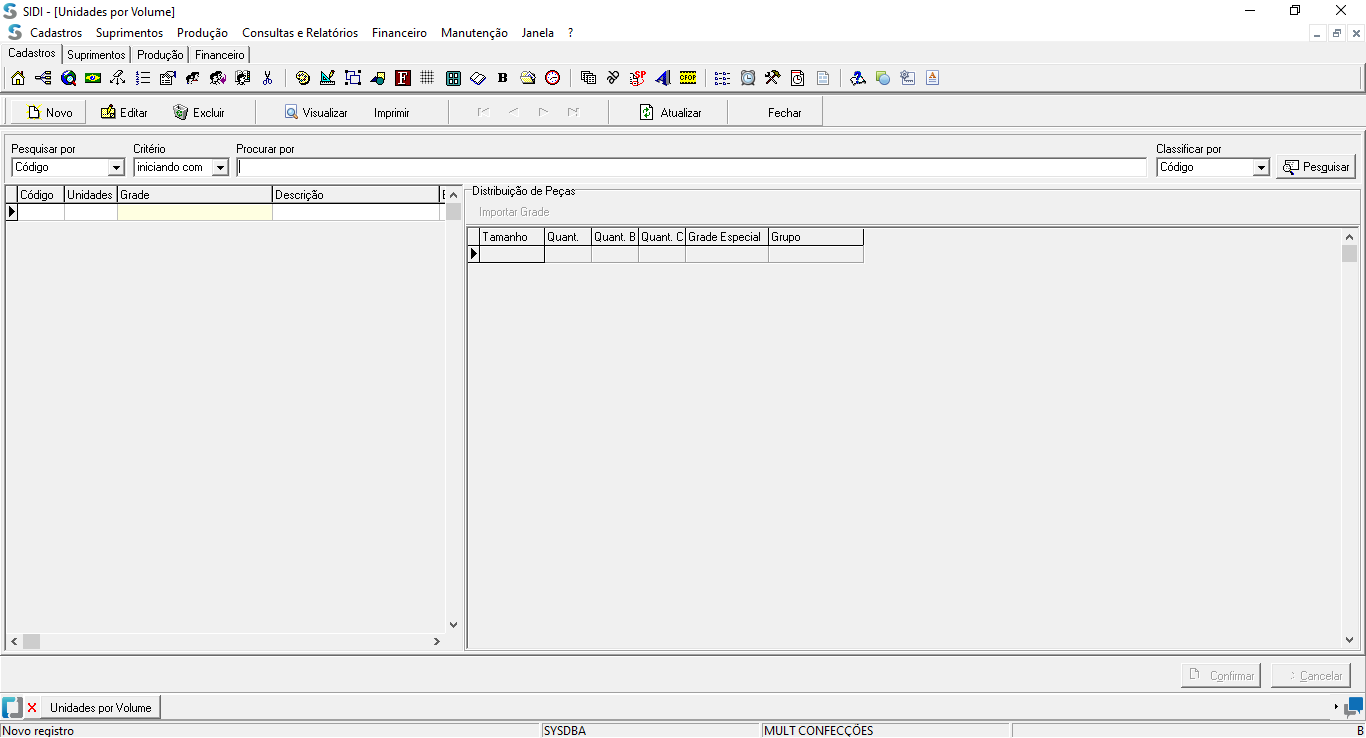 SIDI - [Unidades por Volume]
Cadastros Suprimentos Produção Consultas e Relatórios Financeiro Manutenção Janela ?
Cadastros Suprimentos Produção Financeiro
F B SP CFOP
Novo Editar Excluir Visualizar Imprimir Atualizar Fechar
Pesquisar por Critério Procurar por Classificar por
Código iniciando com Código Pesquisar
Código Unidades Grade Descrição
Distribuição de Peças
Importar Grade
Tamanho Quant. Quant. B Quant. C Grade Especial Grupo
Confirmar Cancelar
Unidades por Volume
Novo registro SYSDBA MULT CONFECÇÕES B